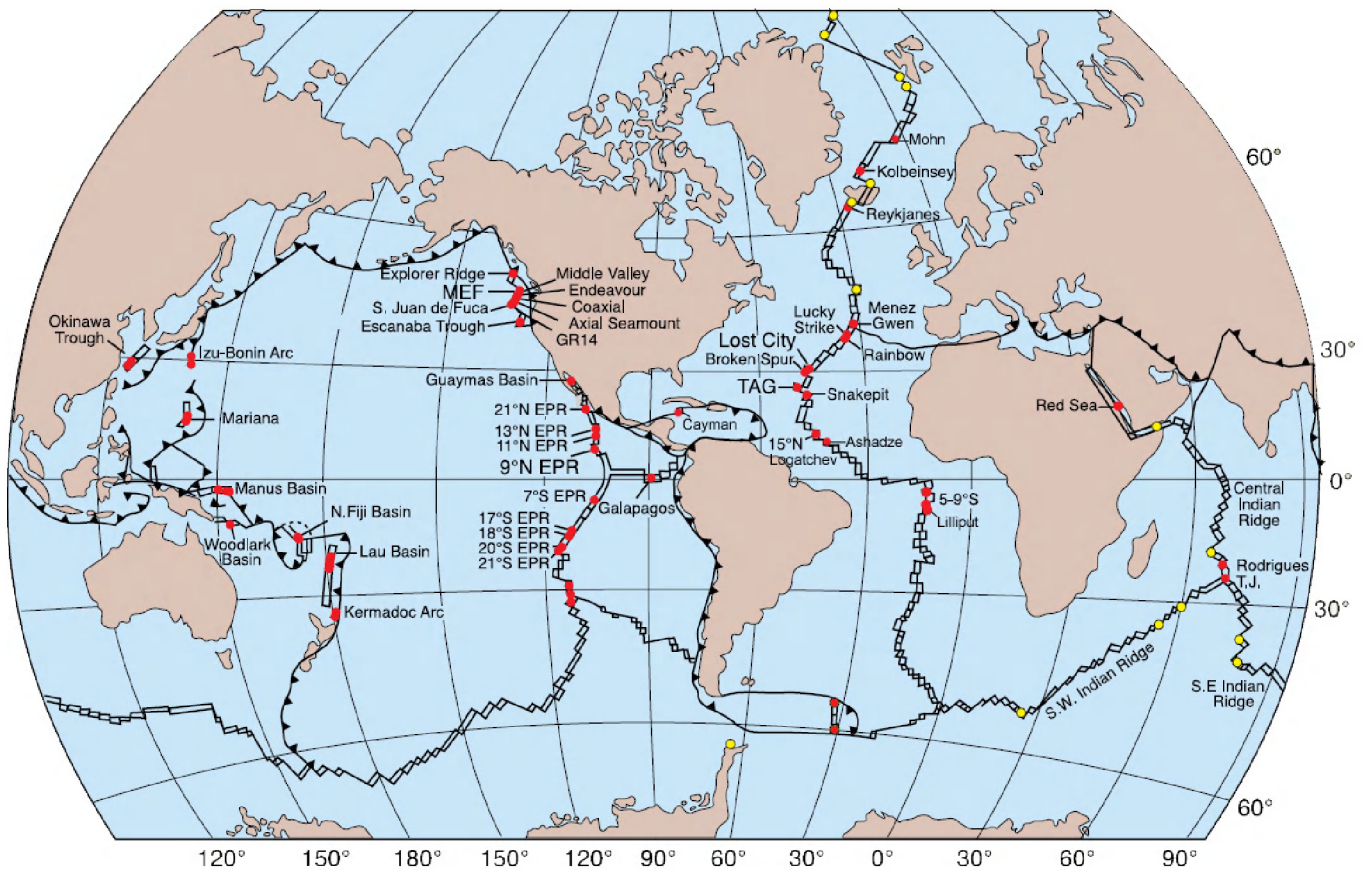 Mohn
60°
Kolbeinsey
Reykjanes
Explorer Ridge
Middle Valley
MEF
Endeavour
S. Juan de Fuca
Coaxial
Escanaba Trough
Axial Seamount
GR14
Okinawa
Trough
Izu-Bonin Arc
Lucky
Strike
Menez
Gwen
Lost City
Rainbow
Broken Spur
30°
Guaymas Basin
TAG
Snakepit
Mariana
21°N EPR
Cayman
Red Sea
13°N EPR
11°N EPR
15°N
Logatchev
Ashadze
9°N EPR
0°
Manus Basin
7°S EPR
Galapagos
5–9°S
Lilliput
Central
Indian
Ridge
N.Fiji Basin
17°S EPR
18°S EPR
20°S EPR
21°S EPR
Woodlark
Basin
Lau Basin
Rodrigues
T.J.
Kermadoc Arc
30°
S.W. Indian Ridge
S.E Indian
Ridge
60°
120° 150° 180° 150° 120° 90° 60° 30° 0° 30° 60° 90°